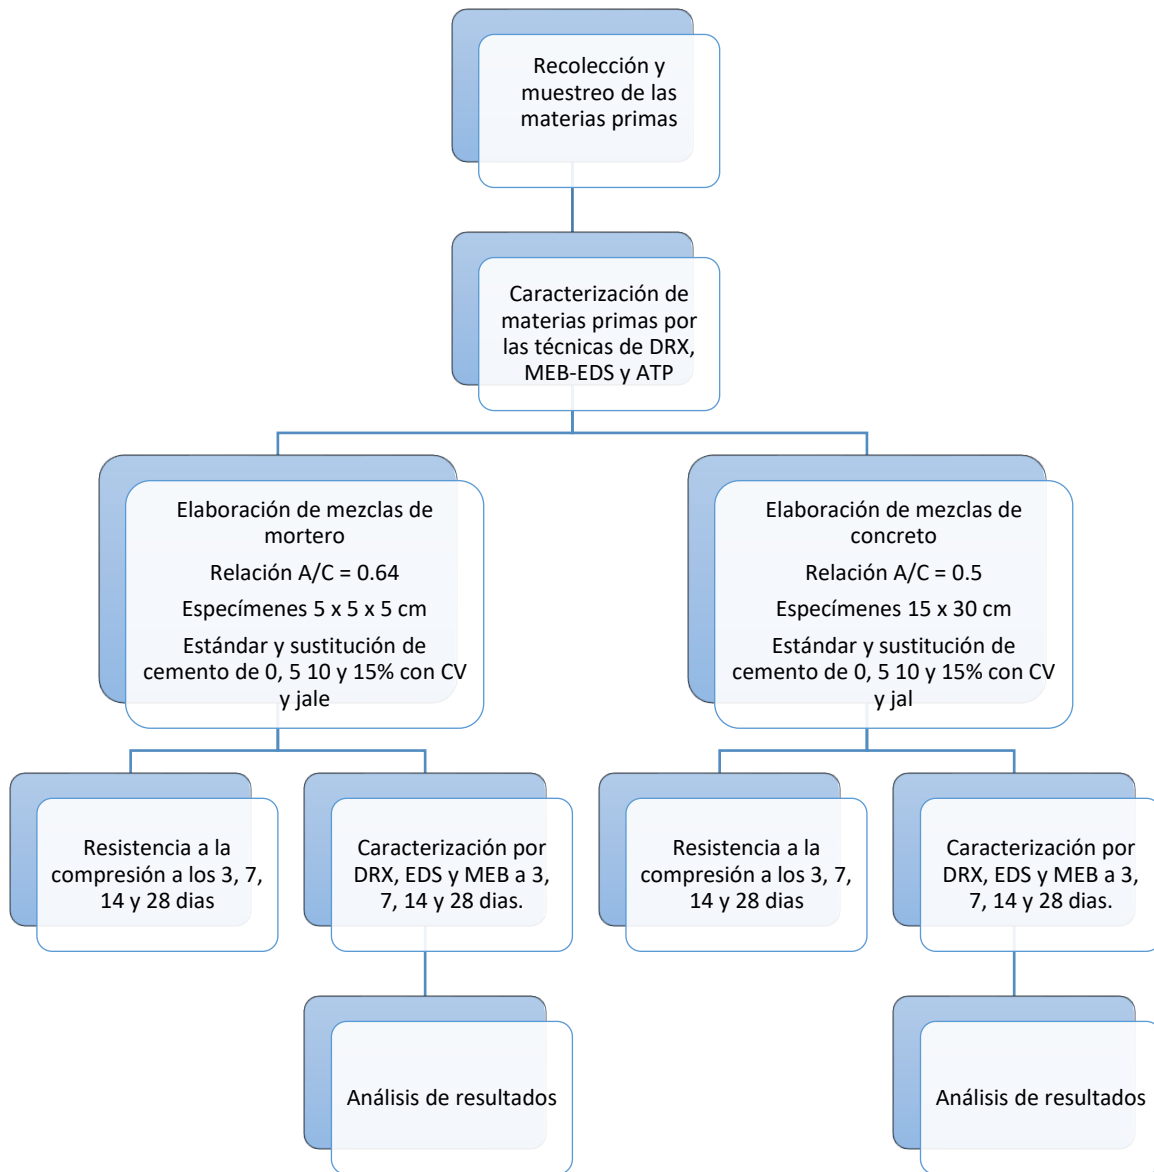 Recolección y
muestreo de las
materias primas
Caracterización de
materias primas por
las técnicas de DRX,
MEB-EDS y ATP
Elaboración de mezclas de
mortero
Relación A/C = 0.64
Especímenes 5 x 5 x 5 cm
Estándar y sustitución de
cemento de 0, 5 10 y 15% con CV
y jale
Elaboración de mezclas de
concreto
Relación A/C = 0.5
Especímenes 15 x 30 cm
Estándar y sustitución de
cemento de 0, 5 10 y 15% con CV
y jal
Resistencia a la
compresión a los 3, 7,
14 y 28 dias
Caracterización por
DRX, EDS y MEB a 3,
7, 14 y 28 dias.
Resistencia a la
compresión a los 3, 7,
14 y 28 dias
Caracterización por
DRX, EDS y MEB a 3,
7, 14 y 28 dias.
Análisis de resultados
Análisis de resultados